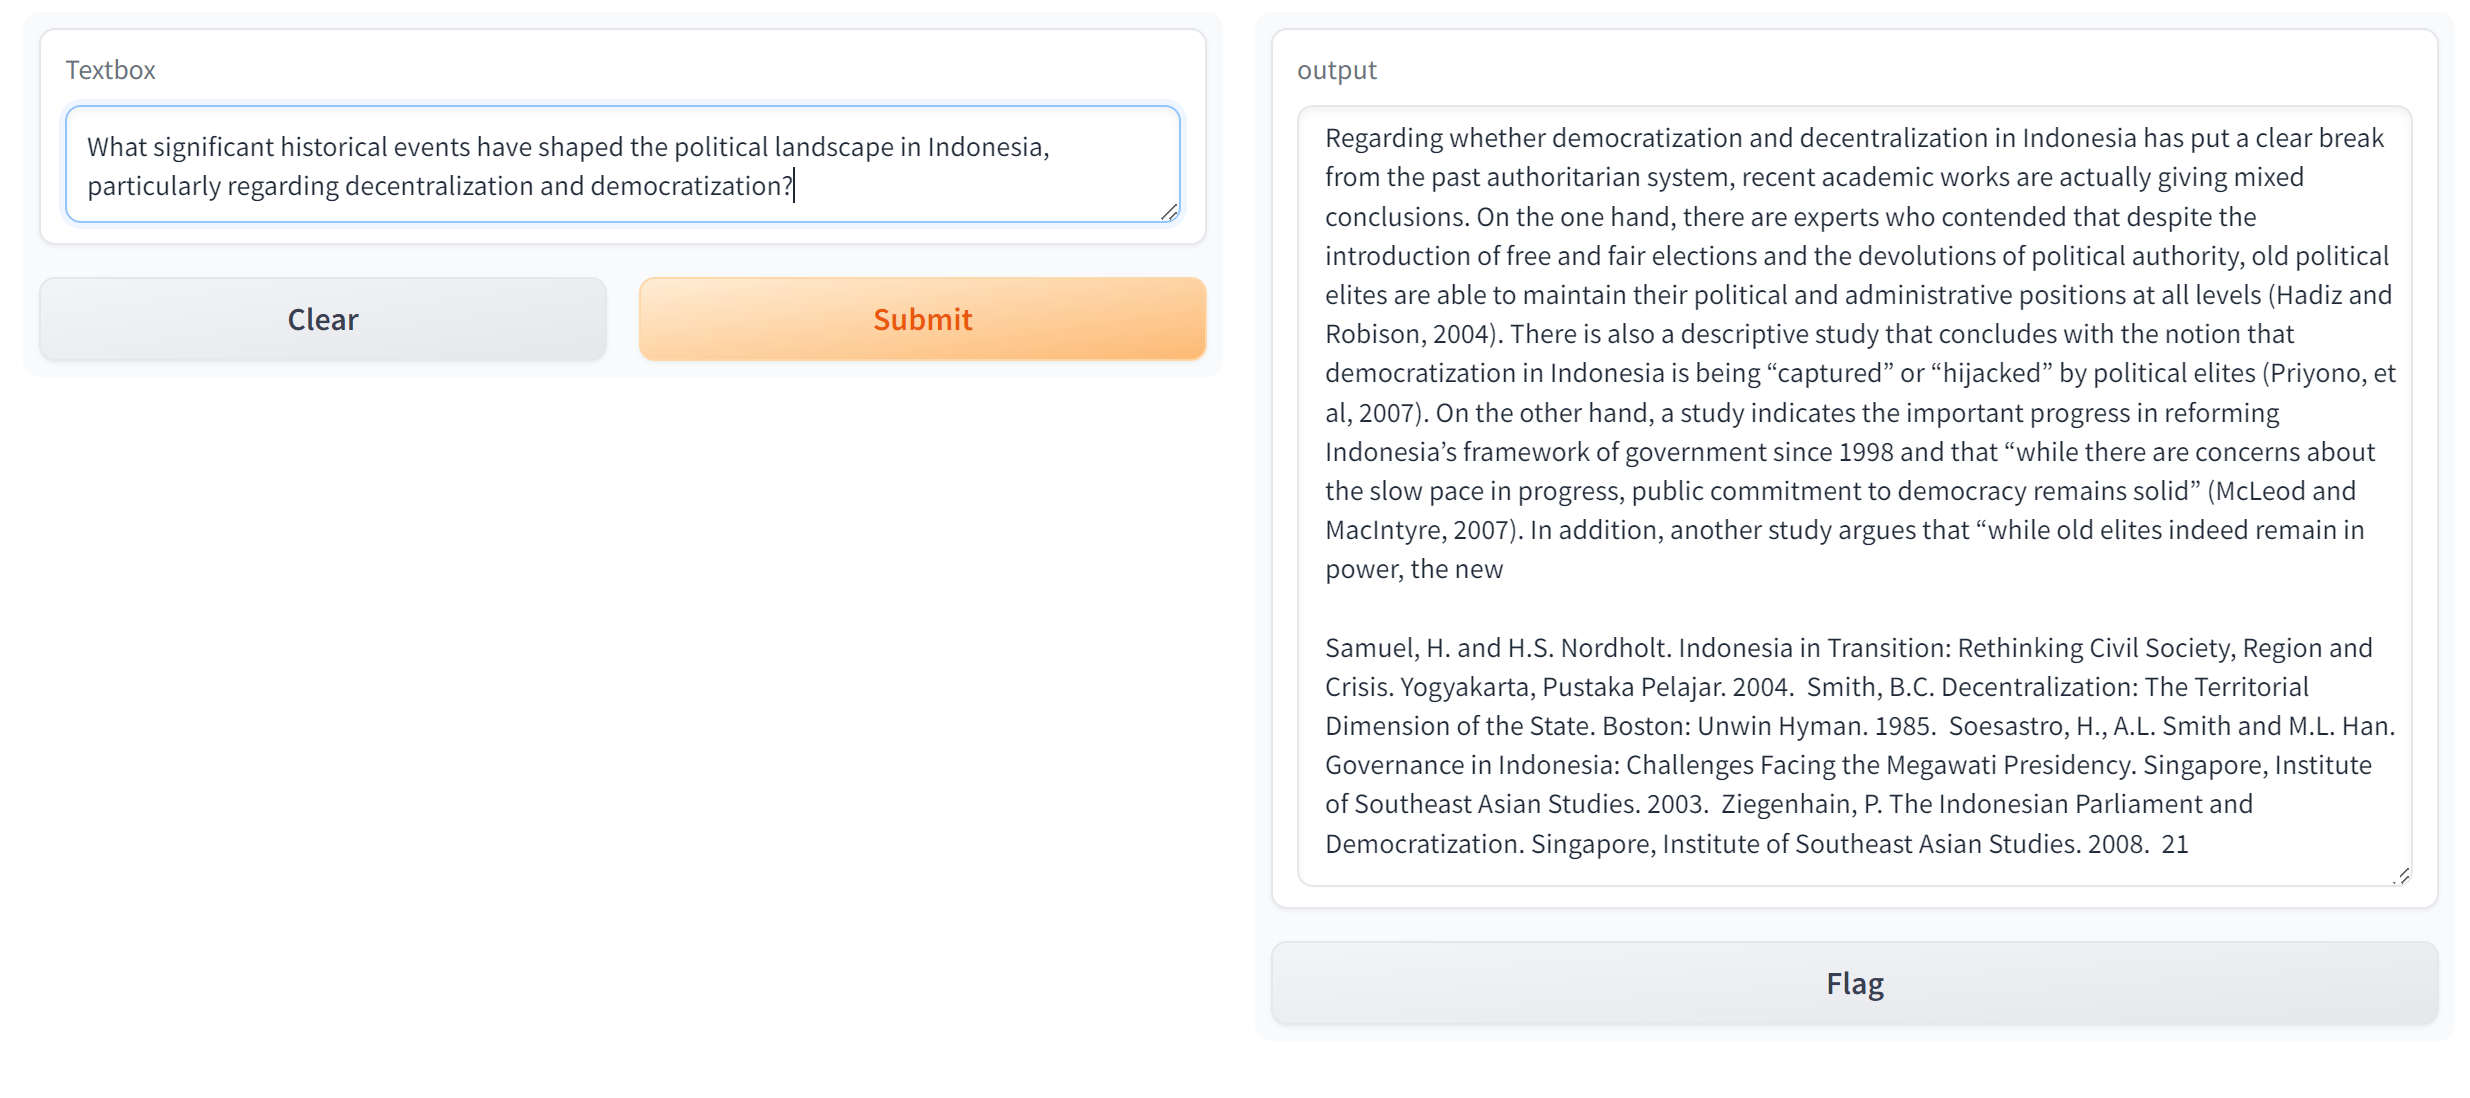 Textbox
What significant historical events have shaped the political landscape in Indonesia,
particularly regarding decentralization and democratization?
Clear
Submit
output
Regarding whether democratization and decentralization in Indonesia has put a clear break
from the past authoritarian system, recent academic works are actually giving mixed
conclusions. On the one hand, there are experts who contended that despite the
introduction of free and fair elections and the devolutions of political authority, old political
elites are able to maintain their political and administrative positions at all levels (Hadiz and
Robison, 2004). There is also a descriptive study that concludes with the notion that
democratization in Indonesia is being “captured” or “hijacked” by political elites (Priyono, et
al, 2007). On the other hand, a study indicates the important progress in reforming
Indonesia’s framework of government since 1998 and that “while there are concerns about
the slow pace in progress, public commitment to democracy remains solid” (McLeod and
MacIntyre, 2007). In addition, another study argues that “while old elites indeed remain in
power, the new
Samuel, H. and H.S. Nordholt. Indonesia in Transition: Rethinking Civil Society, Region and
Crisis. Yogyakarta, Pustaka Pelajar. 2004.  Smith, B.C. Decentralization: The Territorial
Dimension of the State. Boston: Unwin Hyman. 1985.  Soesastro, H., A.L. Smith and M.L. Han.
Governance in Indonesia: Challenges Facing the Megawati Presidency. Singapore, Institute
of Southeast Asian Studies. 2003.  Ziegenhain, P. The Indonesian Parliament and
Democratization. Singapore, Institute of Southeast Asian Studies. 2008.  21
Flag